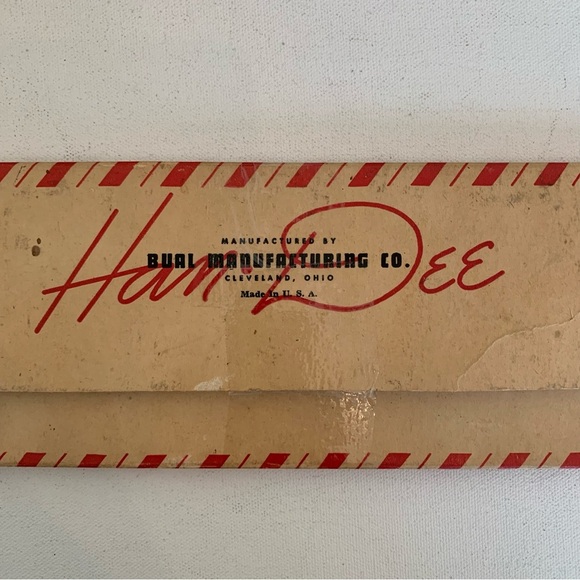 Han-Dee
MANUFACTURED BY
BUAL MANUFACTURING CO.
CLEVELAND, OHIO
Made In U. S. A.